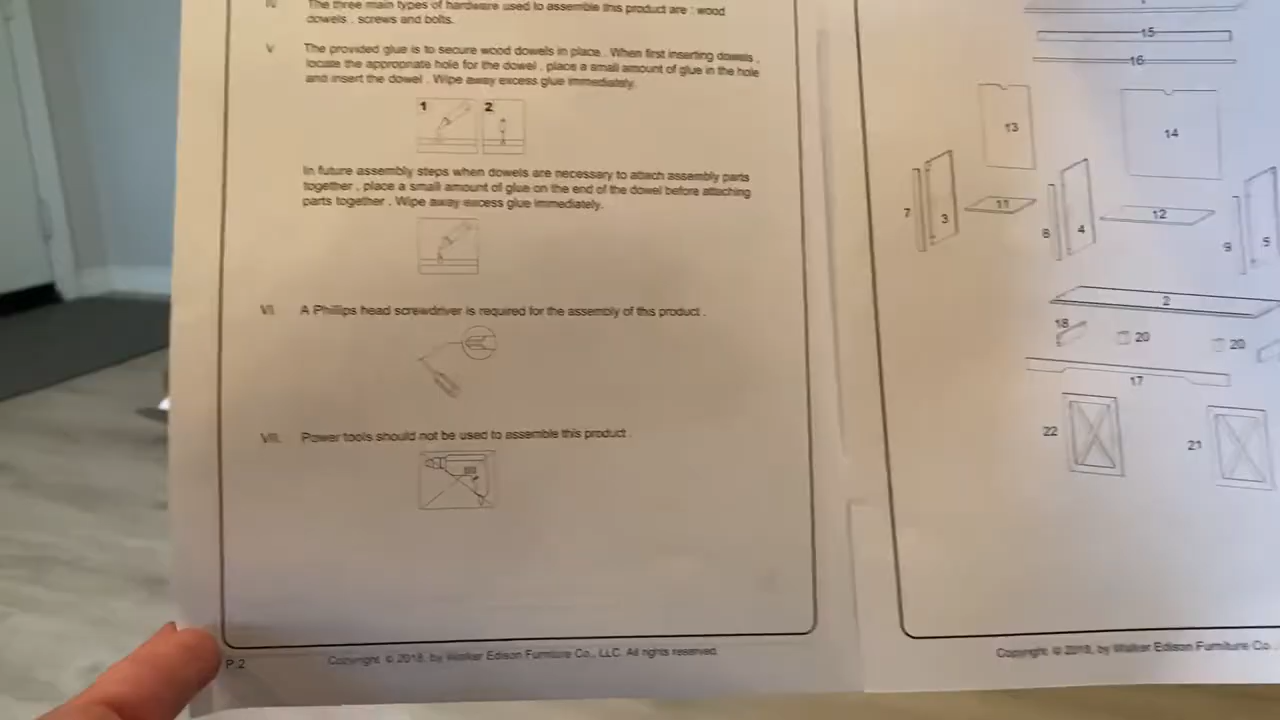 IV. The three main types of hardware used to assemble this product are : wood
dowels , screws and bolts.
V The provided glue is to secure wood dowels in place . When first inserting dowels ,
locate the appropriate hole for the dowel , place a small amount of glue in the hole
and insert the dowel . Wipe away excess glue immediately.
1 2
In future assembly steps when dowels are necessary to attach assembly parts
together , place a small amount of glue on the end of the dowel before attaching
parts together . Wipe away excess glue immediately.
VI. A Phillips head screwdriver is required for the assembly of this product .
VII. Power tools should not be used to assemble this product .
P.2 Copyright © 2018, by Walker Edison Furniture Co., LLC. All rights reserved.
15
16
13 14
7 3 11 8 4 12 9 5
2
18 20 20
17
22 21
Copyright © 2018, by Walker Edison Furniture Co.